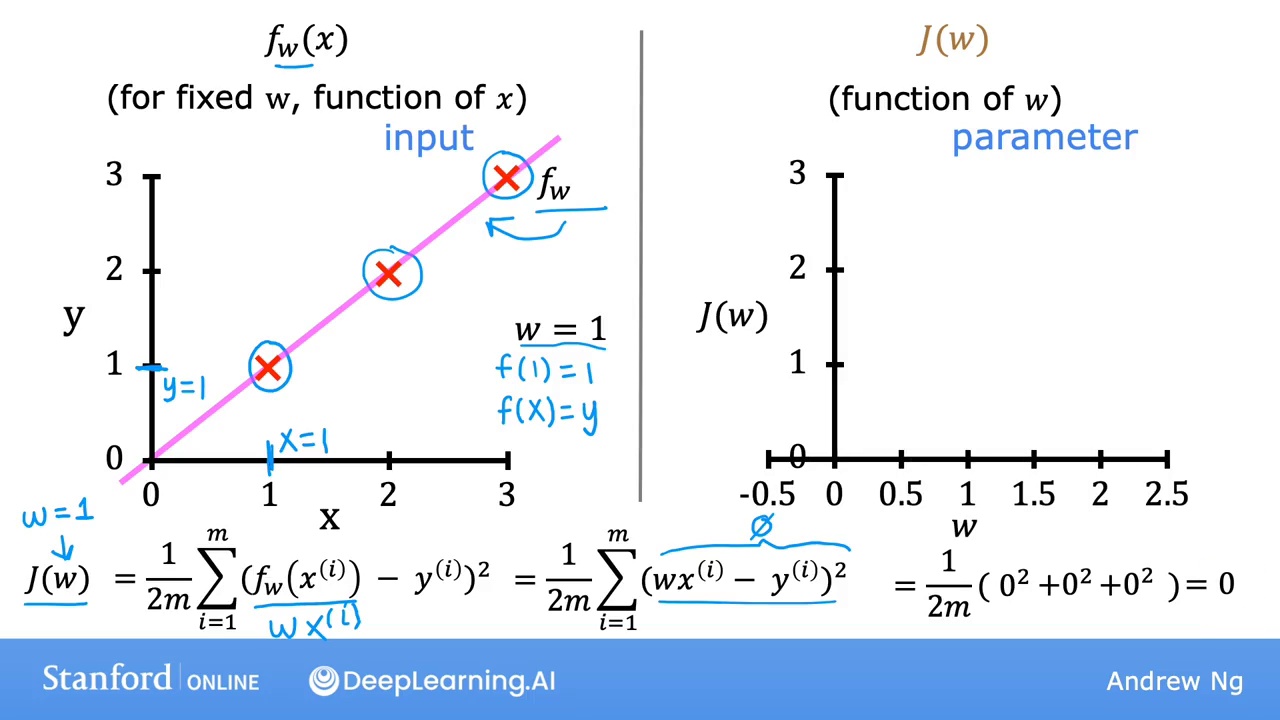 f_w(x)
(for fixed w, function of x)
input
3
2
1
0
y
y=1
x=1
0 1 2 3
x
f_w
w = 1
f(1) = 1
f(x) = y
J(w)
(function of w)
parameter
3
2
1
0
J(w)
-0.5 0 0.5 1 1.5 2 2.5
w
w=1
J(w) = \frac{1}{2m} \sum_{i=1}^{m} (f_w(x^{(i)}) - y^{(i)})^2 = \frac{1}{2m} \sum_{i=1}^{m} (wx^{(i)} - y^{(i)})^2 = \frac{1}{2m} ( 0^2 +0^2 +0^2 ) = 0
wx^{(i)}
0̸
Stanford | ONLINE DeepLearning.AI Andrew Ng